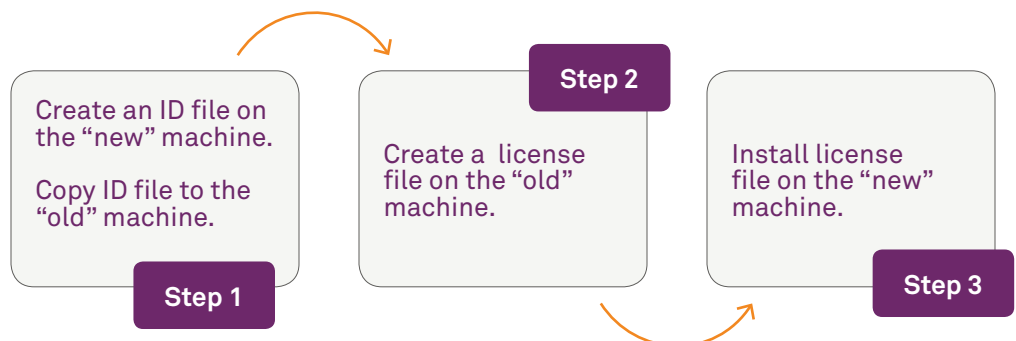 Create an ID file on
the “new” machine.
Copy ID file to the
“old” machine.
Step 1
Step 2
Create a license
file on the “old”
machine.
Install license
file on the “new”
machine.
Step 3